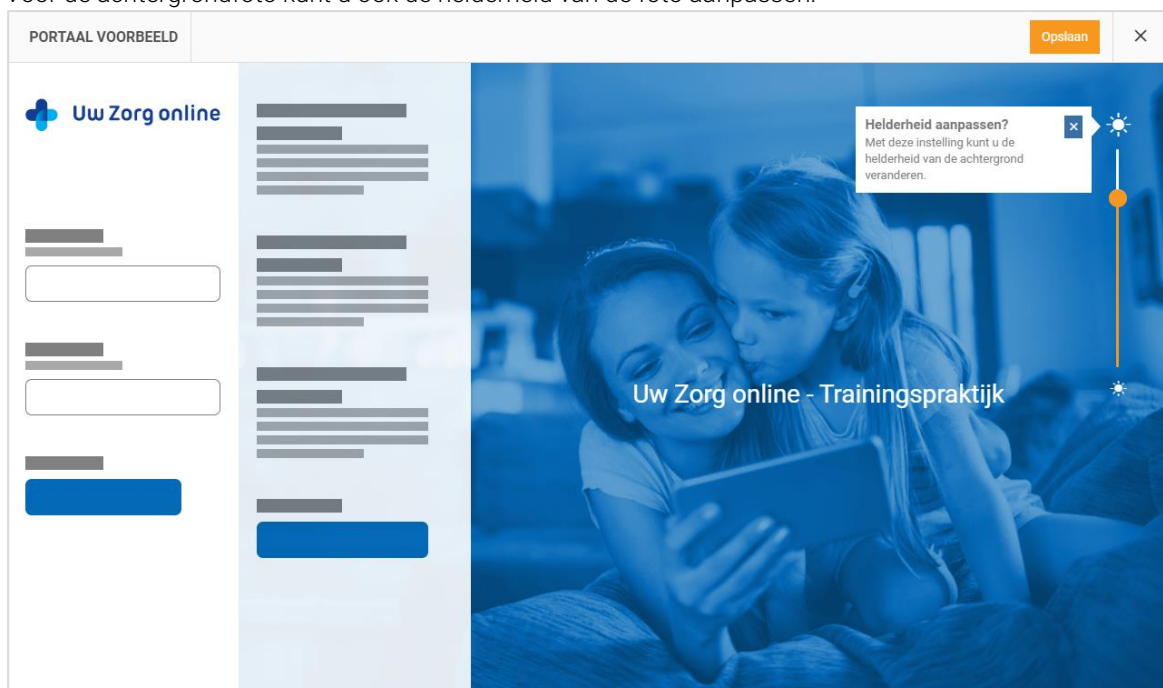 voor de achtergrondfoto kunt u ook de helderheid van de foto aanpassen.
PORTAAL VOORBEELD
Opslaan
Uw Zorg online
Helderheid aanpassen?
Met deze instelling kunt u de
helderheid van de achtergrond
veranderen.
Uw Zorg online - Trainingspraktijk